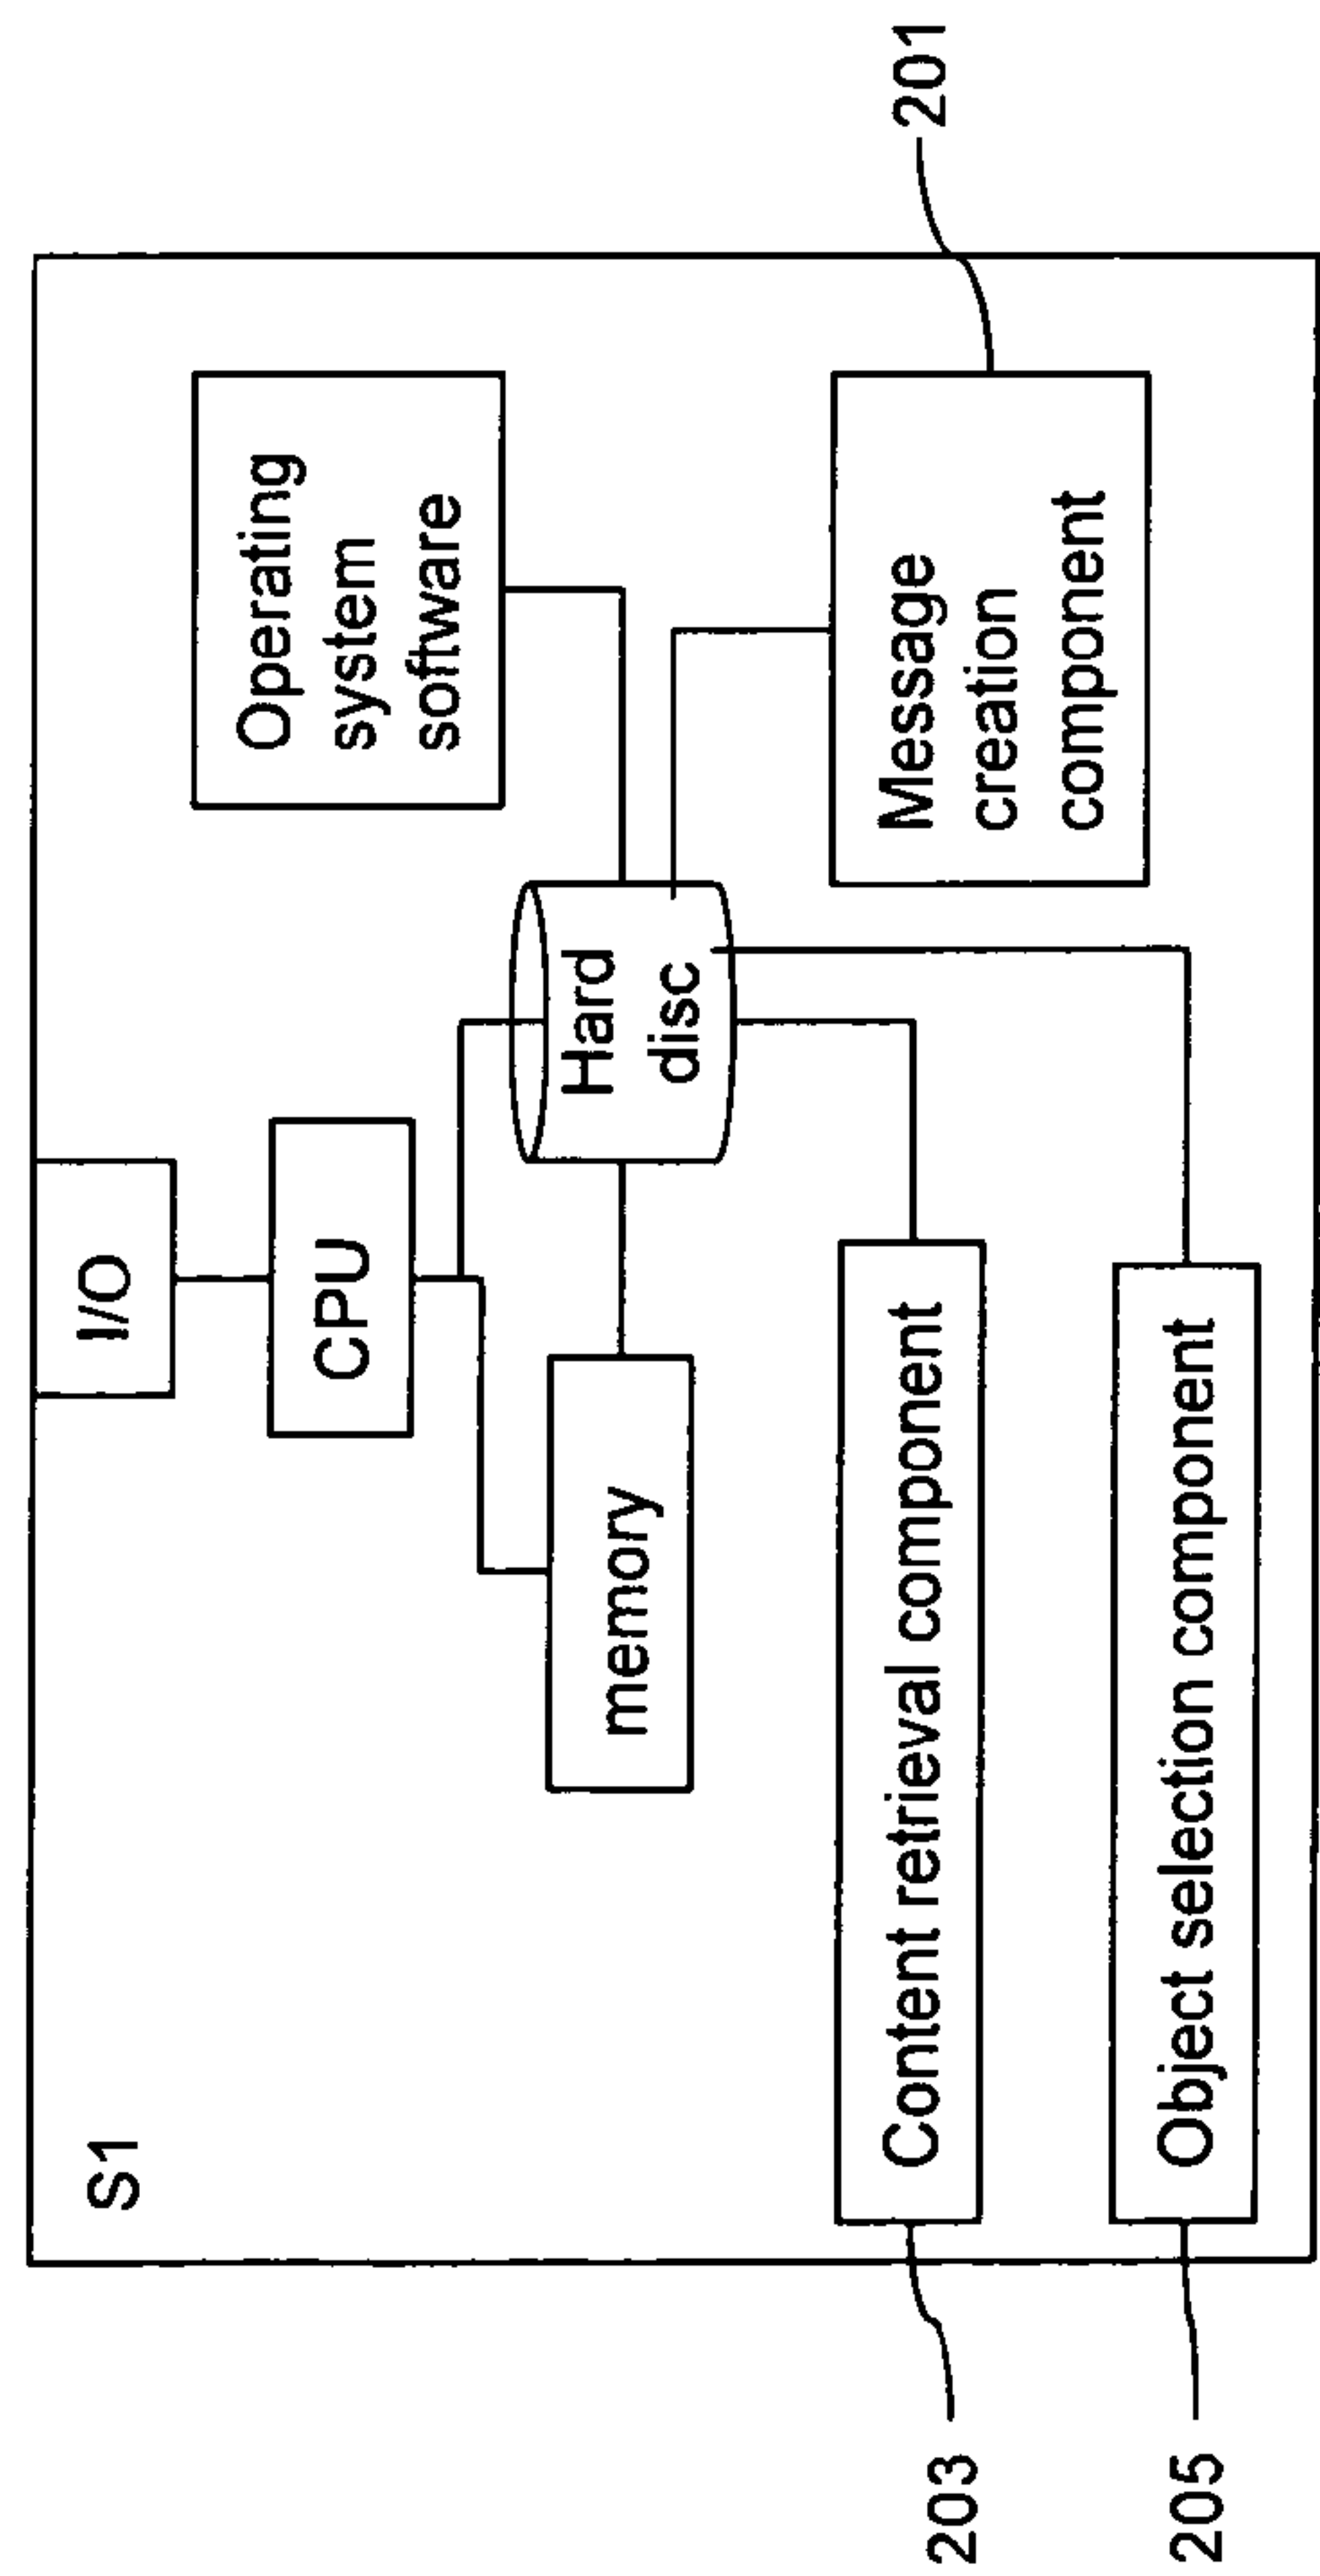 S1
I/O
CPU
memory
Hard
disc
Operating
system
software
Content retrieval component
Object selection component
Message
creation
component
203
205
201